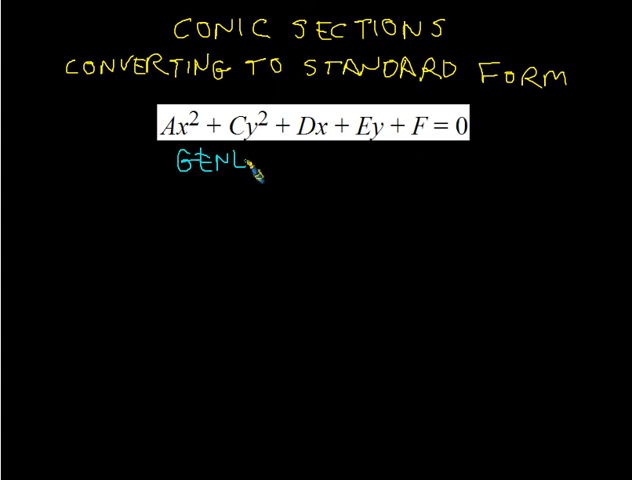 CONIC SECTIONS
CONVERTING TO STANDARD FORM
Ax² + Cy² + Dx + Ey + F = 0
GENL